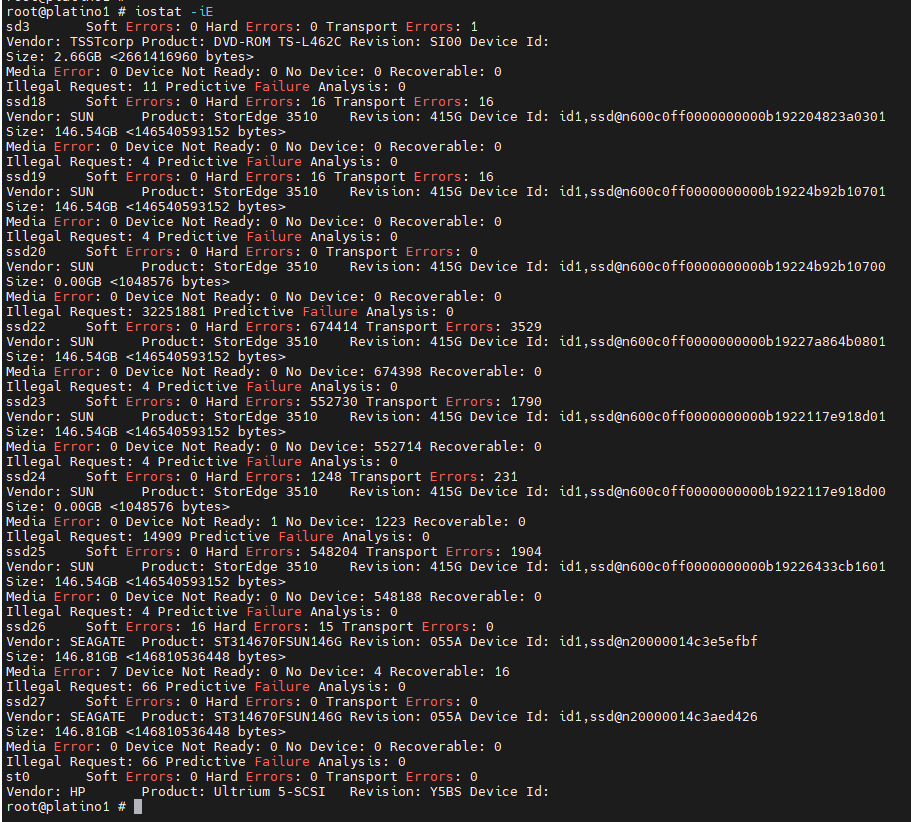 root@platino1 #
root@platino1 # iostat -iE
sd3       Soft Errors: 0 Hard Errors: 0 Transport Errors: 1
Vendor: TSSTcorp Product: DVD-ROM TS-L462C Revision: SI00 Device Id:
Size: 2.66GB <2661416960 bytes>
Media Error: 0 Device Not Ready: 0 No Device: 0 Recoverable: 0
Illegal Request: 11 Predictive Failure Analysis: 0
ssd18     Soft Errors: 0 Hard Errors: 16 Transport Errors: 16
Vendor: SUN      Product: StorEdge 3510    Revision: 415G Device Id: id1,ssd@n600c0ff0000000000b192204823a0301
Size: 146.54GB <146540593152 bytes>
Media Error: 0 Device Not Ready: 0 No Device: 0 Recoverable: 0
Illegal Request: 4 Predictive Failure Analysis: 0
ssd19     Soft Errors: 0 Hard Errors: 16 Transport Errors: 16
Vendor: SUN      Product: StorEdge 3510    Revision: 415G Device Id: id1,ssd@n600c0ff0000000000b19224b92b10701
Size: 146.54GB <146540593152 bytes>
Media Error: 0 Device Not Ready: 0 No Device: 0 Recoverable: 0
Illegal Request: 4 Predictive Failure Analysis: 0
ssd20     Soft Errors: 0 Hard Errors: 0 Transport Errors: 0
Vendor: SUN      Product: StorEdge 3510    Revision: 415G Device Id: id1,ssd@n600c0ff0000000000b19224b92b10700
Size: 0.00GB <1048576 bytes>
Media Error: 0 Device Not Ready: 0 No Device: 0 Recoverable: 0
Illegal Request: 32251881 Predictive Failure Analysis: 0
ssd22     Soft Errors: 0 Hard Errors: 674414 Transport Errors: 3529
Vendor: SUN      Product: StorEdge 3510    Revision: 415G Device Id: id1,ssd@n600c0ff0000000000b19227a864b0801
Size: 146.54GB <146540593152 bytes>
Media Error: 0 Device Not Ready: 0 No Device: 674398 Recoverable: 0
Illegal Request: 4 Predictive Failure Analysis: 0
ssd23     Soft Errors: 0 Hard Errors: 552730 Transport Errors: 1790
Vendor: SUN      Product: StorEdge 3510    Revision: 415G Device Id: id1,ssd@n600c0ff0000000000b1922117e918d01
Size: 146.54GB <146540593152 bytes>
Media Error: 0 Device Not Ready: 0 No Device: 552714 Recoverable: 0
Illegal Request: 4 Predictive Failure Analysis: 0
ssd24     Soft Errors: 0 Hard Errors: 1248 Transport Errors: 231
Vendor: SUN      Product: StorEdge 3510    Revision: 415G Device Id: id1,ssd@n600c0ff0000000000b1922117e918d00
Size: 0.00GB <1048576 bytes>
Media Error: 0 Device Not Ready: 1 No Device: 1223 Recoverable: 0
Illegal Request: 14909 Predictive Failure Analysis: 0
ssd25     Soft Errors: 0 Hard Errors: 548204 Transport Errors: 1904
Vendor: SUN      Product: StorEdge 3510    Revision: 415G Device Id: id1,ssd@n600c0ff0000000000b19226433cb1601
Size: 146.54GB <146540593152 bytes>
Media Error: 0 Device Not Ready: 0 No Device: 548188 Recoverable: 0
Illegal Request: 4 Predictive Failure Analysis: 0
ssd26     Soft Errors: 16 Hard Errors: 15 Transport Errors: 0
Vendor: SEAGATE  Product: ST314670FSUN146G Revision: 055A Device Id: id1,ssd@n20000014c3e5efbf
Size: 146.81GB <146810536448 bytes>
Media Error: 7 Device Not Ready: 0 No Device: 4 Recoverable: 16
Illegal Request: 66 Predictive Failure Analysis: 0
ssd27     Soft Errors: 0 Hard Errors: 0 Transport Errors: 0
Vendor: SEAGATE  Product: ST314670FSUN146G Revision: 055A Device Id: id1,ssd@n20000014c3aed426
Size: 146.81GB <146810536448 bytes>
Media Error: 0 Device Not Ready: 0 No Device: 0 Recoverable: 0
Illegal Request: 66 Predictive Failure Analysis: 0
st0       Soft Errors: 0 Hard Errors: 0 Transport Errors: 0
Vendor: HP       Product: Ultrium 5-SCSI   Revision: Y5BS Device Id:
root@platino1 #